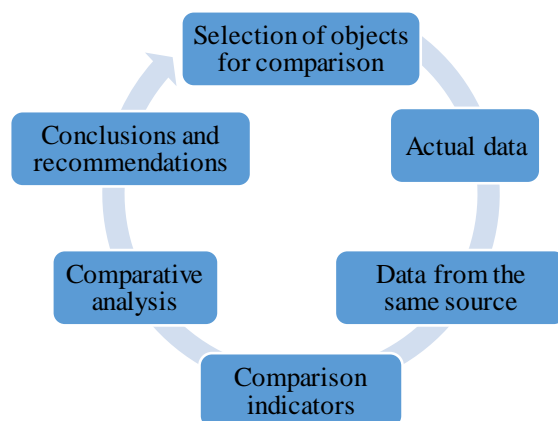 Selection of objects
for comparison
Actual data
Data from the
same source
Comparison
indicators
Comparative
analysis
Conclusions and
recommendations